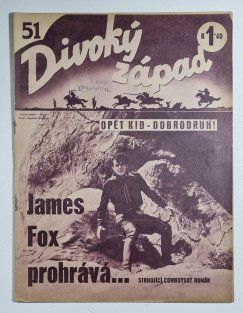 51
Divoký
západ
K 1·40
OPĚT KID - DOBRODRUH!
James
Fox
prohrává...
STRHUJÍCÍ COWBOYSKÝ ROMÁN